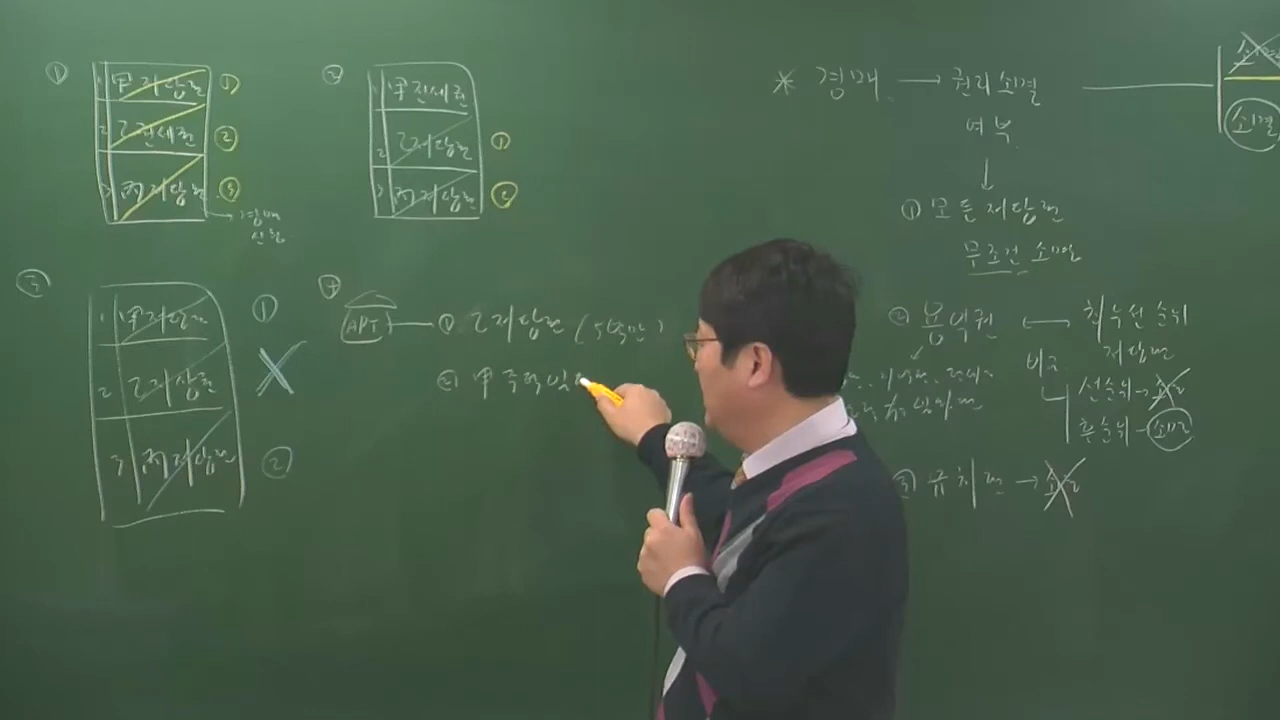 ①
1 甲 저당권 ①
2 乙 전세권 ②
3 丙 저당권 ③
→ 경매
신청
②
1 甲 전세권
2 乙 저당권 ①
3 丙 저당권 ②
③
1 甲 저당권 ①
2 乙 저당권 X
3 丙 저당권 ②
④
APT ① 乙 저당권 (5억만)
② 甲
* 경매 → 권리 소멸
여부
↓
① 모든 저당권
무조건 소멸
② 용익권 ← 최우선순위
저당권
비교
선순위 → 소멸
후순위 → 소멸
③ 유치권 → 소멸
소멸
소멸